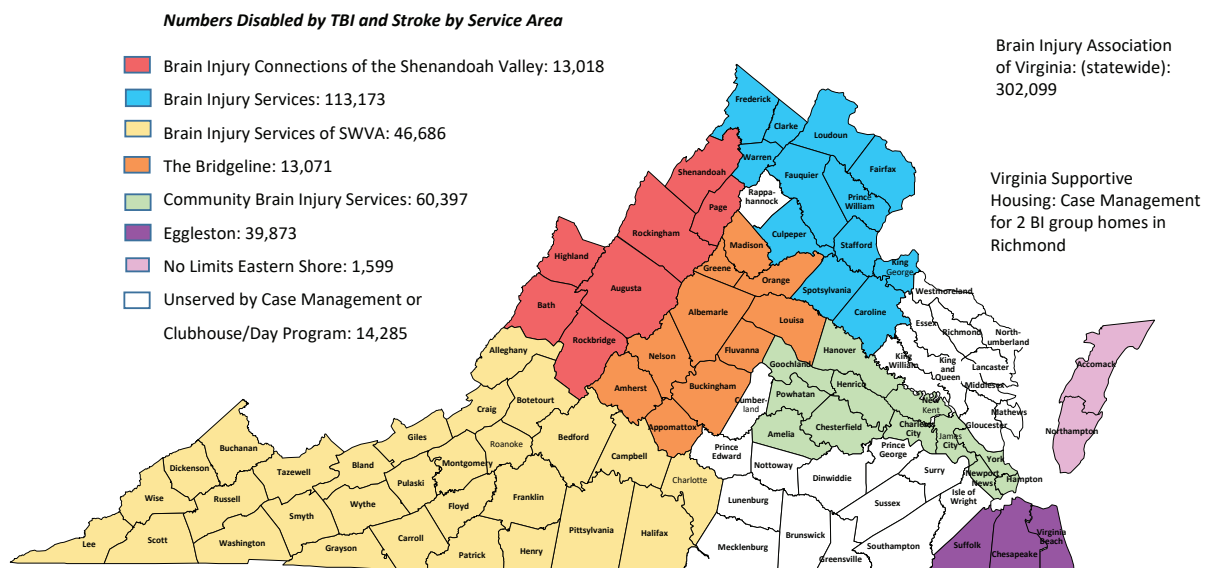 Numbers Disabled by TBI and Stroke by Service Area
Brain Injury Connections of the Shenandoah Valley: 13,018
Brain Injury Services: 113,173
Brain Injury Services of SWVA: 46,686
The Bridgeline: 13,071
Community Brain Injury Services: 60,397
Eggleston: 39,873
No Limits Eastern Shore: 1,599
Unserved by Case Management or
Clubhouse/Day Program: 14,285
Brain Injury Association
of Virginia: (statewide):
302,099
Virginia Supportive
Housing: Case Management
for 2 BI group homes in
Richmond
Frederick
Clarke
Loudoun
Warren
Fairfax
Fauquier
Shenandoah
Rappa-
hannock
Prince
William
Page
Culpeper
Rockingham
Madison
Stafford
Highland
Greene
Orange
King
George
Augusta
Spotsylvania
Westmoreland
Bath
Albemarle
Louisa
Caroline
Essex
Richmond
North-
umberland
Rockbridge
Alleghany
Nelson
Fluvanna
Hanover
King
William
King
and
Queen
Lancaster
Accomack
Goochland
Amherst
Buckingham
Powhatan
Henrico
Middlesex
Botetourt
Cumber-
land
New
Kent
Mathews
Craig
Appomattox
Amelia
Chesterfield
Charles
City
James
City
Gloucester
Northampton
Giles
Roanoke
Bedford
Campbell
Prince
Edward
Prince
George
York
Buchanan
Bland
Montgomery
Nottoway
Dinwiddie
Surry
Newport
News
Hampton
Dickenson
Tazewell
Pulaski
Charlotte
Isle of
Wright
Wise
Russell
Wythe
Floyd
Franklin
Lunenburg
Sussex
Smyth
Pittsylvania
Halifax
Brunswick
Virginia
Beach
Lee
Scott
Washington
Grayson
Carroll
Patrick
Henry
Mecklenburg
Greensville
Southampton
Suffolk
Chesapeake